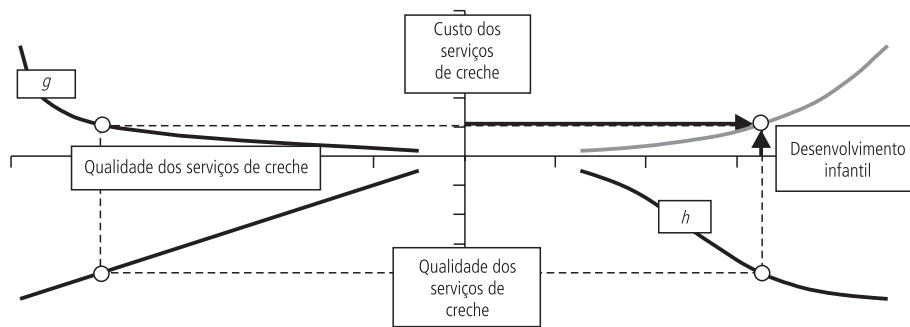 Custo dos
serviços
de creche
g
Qualidade dos serviços de creche
Desenvolvimento
infantil
h
Qualidade dos
serviços de
creche